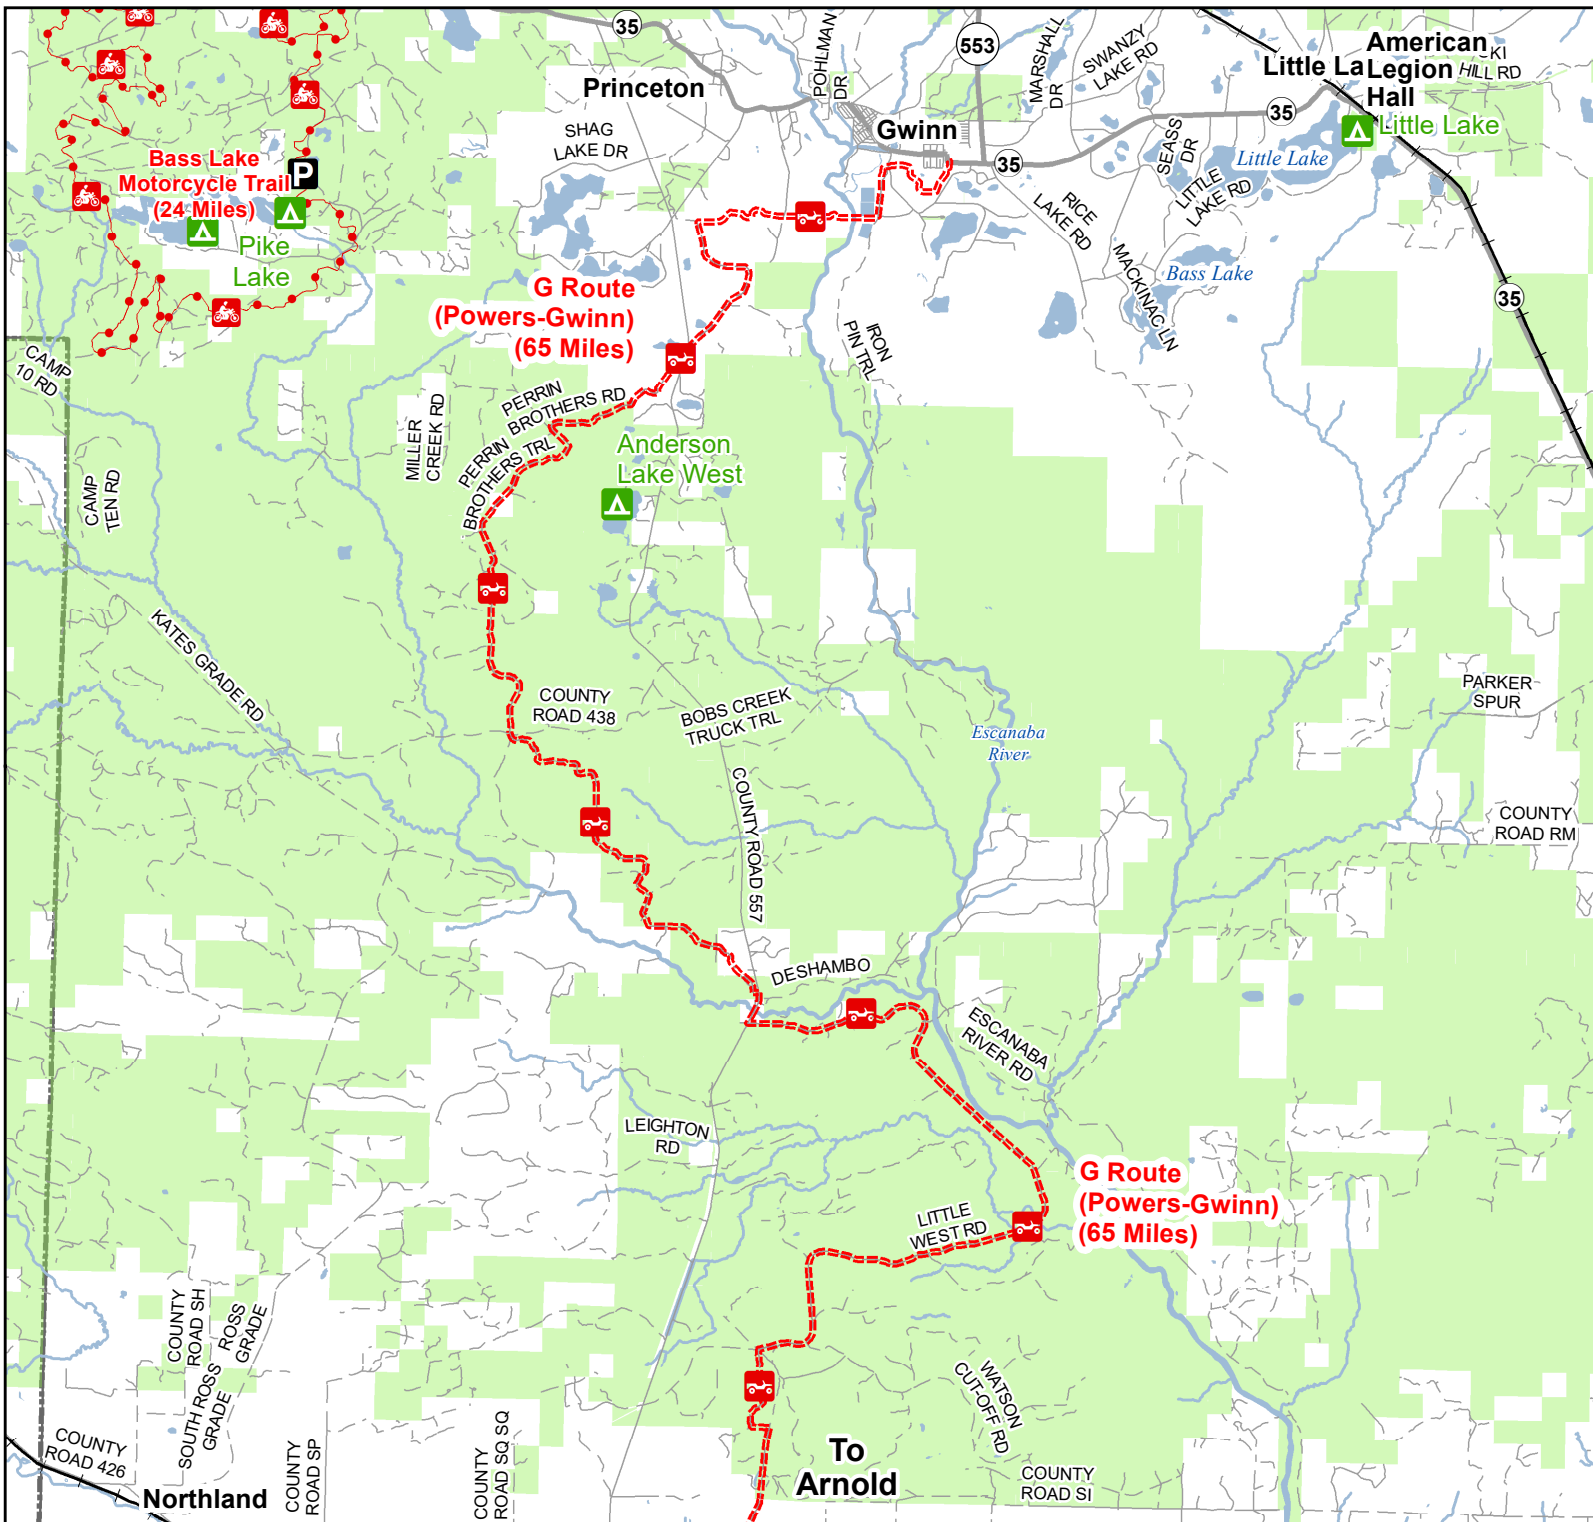 35
553
POHLMAN
DR
MARSHALL
DR
SWANZY
LAKE RD
American
Legion
Hall
KI
HILL RD
Little La
Princeton
Gwinn
35
35
Little Lake
SHAG
LAKE DR
SEASS
DR
Little Lake
LITTLE
LAKE RD
RICE
LAKE RD
Bass Lake
Motorcycle Trail
(24 Miles)
P
Pike
Lake
MACKINAC LN
Bass Lake
35
G Route
(Powers-Gwinn)
(65 Miles)
IRON
PIN TRL
CAMP
10 RD
MILLER
CREEK RD
PERRIN
BROTHERS RD
PERRIN
BROTHERS TRL
Anderson
Lake West
CAMP
TEN RD
KATES GRADE RD
COUNTY
ROAD 438
BOBS CREEK
TRUCK TRL
Escanaba
River
PARKER
SPUR
COUNTY
ROAD RM
COUNTY ROAD 557
DESHAMBO
ESCANABA
RIVER RD
LEIGHTON
RD
G Route
(Powers-Gwinn)
(65 Miles)
LITTLE
WEST RD
COUNTY
ROAD SH
ROSS
GRADE
SOUTH ROSS
GRADE
WATSON
CUT-OFF RD
COUNTY
ROAD 426
COUNTY
ROAD SP
COUNTY
ROAD SQ SQ
To
Arnold
COUNTY
ROAD SI
Northland